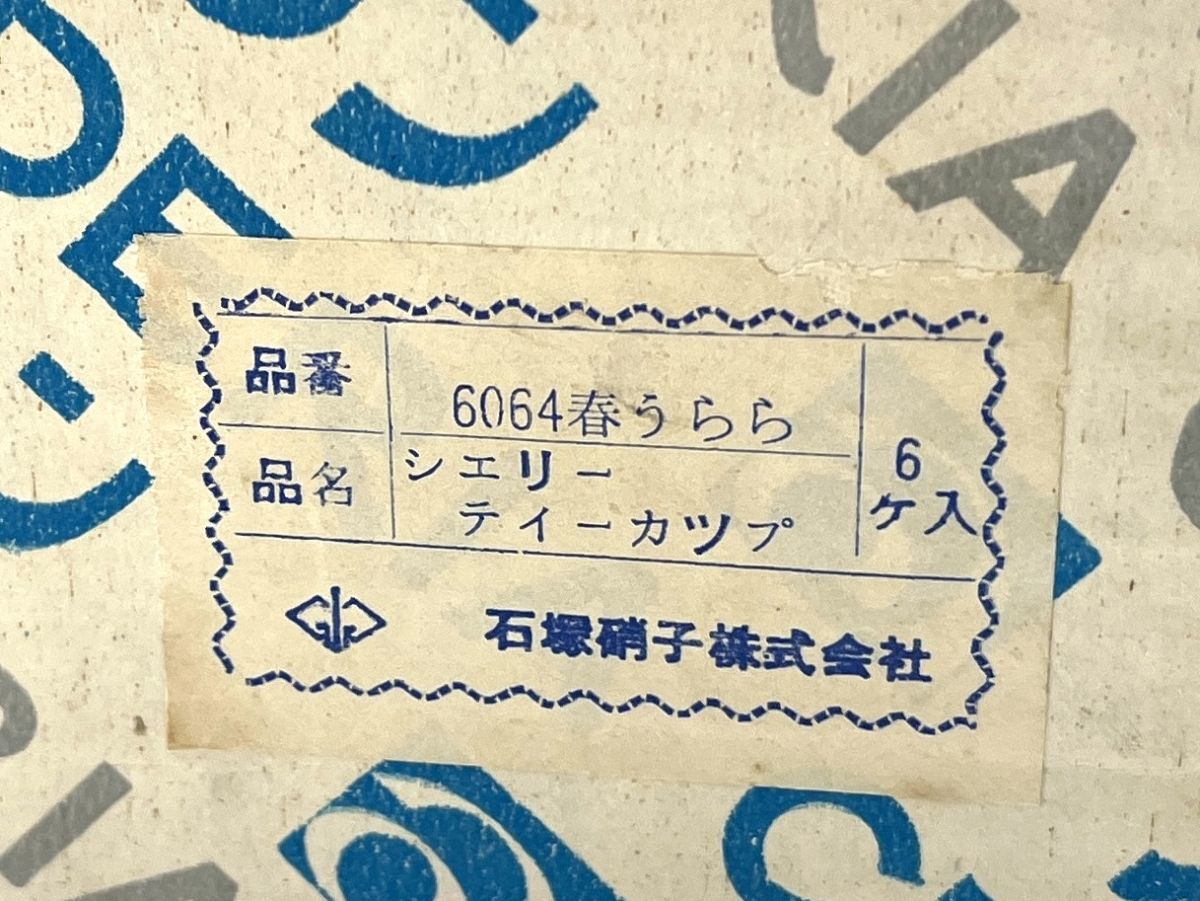 品番
6064春うらら
品名
シエリー
ティーカツプ
6
ケ入
石塚硝子株式会社